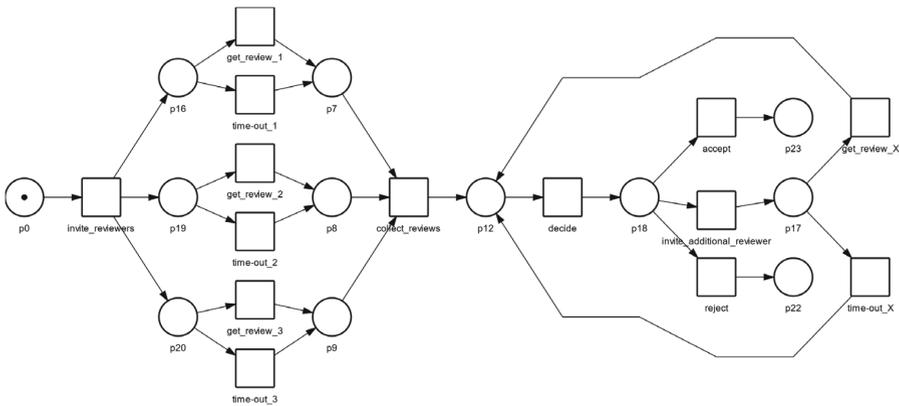 get_review_1
p16
p7
time-out_1
accept
p23
get_review_X
get_review_2
p0
invite_reviewers
p19
p8
collect_reviews
p12
decide
p18
invite_additional_reviewer
p17
time-out_2
reject
p22
time-out_X
get_review_3
p20
p9
time-out_3